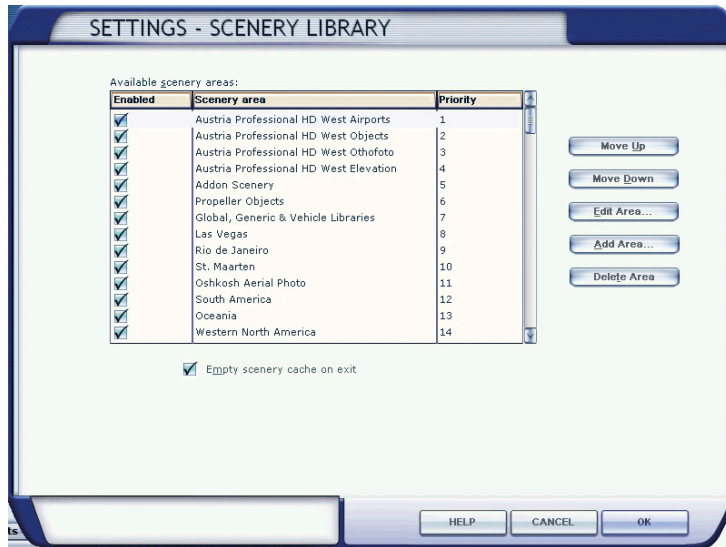 SETTINGS - SCENERY LIBRARY
Available scenery areas:
Enabled Scenery area Priority
Austria Professional HD West Airports 1
Austria Professional HD West Objects 2
Austria Professional HD West Othofoto 3
Austria Professional HD West Elevation 4
Addon Scenery 5
Propeller Objects 6
Global, Generic & Vehicle Libraries 7
Las Vegas 8
Rio de Janeiro 9
St. Maarten 10
Oshkosh Aerial Photo 11
South America 12
Oceania 13
Western North America 14
Move Up
Move Down
Edit Area...
Add Area...
Delete Area
Empty scenery cache on exit
ts
HELP CANCEL OK